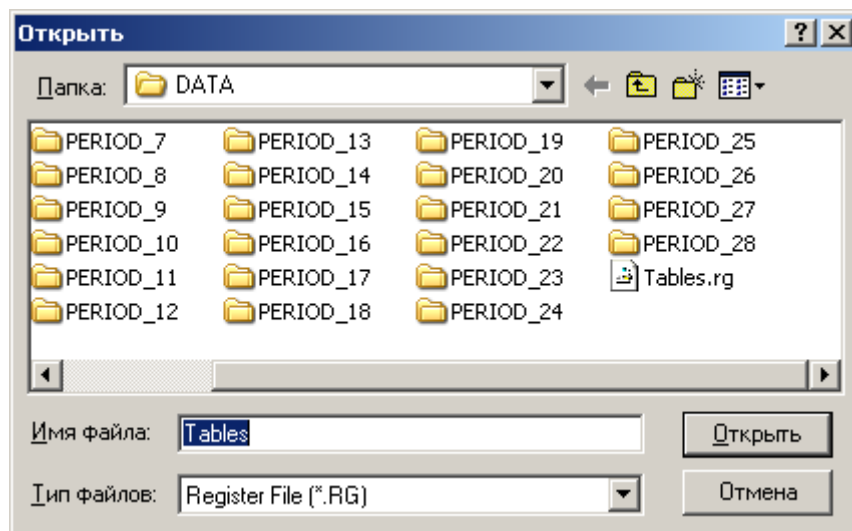 Открыть
Папка: DATA
PERIOD_7 PERIOD_13 PERIOD_19 PERIOD_25
PERIOD_8 PERIOD_14 PERIOD_20 PERIOD_26
PERIOD_9 PERIOD_15 PERIOD_21 PERIOD_27
PERIOD_10 PERIOD_16 PERIOD_22 PERIOD_28
PERIOD_11 PERIOD_17 PERIOD_23 Tables.rg
PERIOD_12 PERIOD_18 PERIOD_24
Имя файла: Tables Открыть
Тип файлов: Register File (*.RG) Отмена